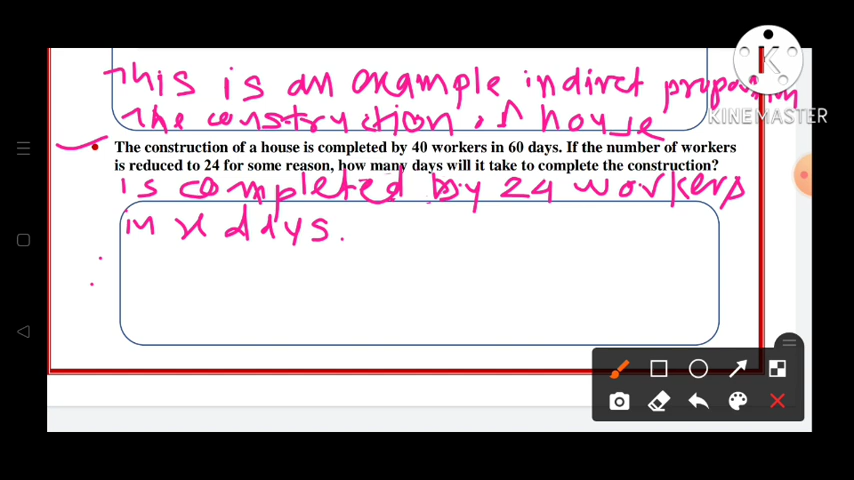 This is an example indirect proportion
KINEMASTER
the construction of house
The construction of a house is completed by 40 workers in 60 days. If the number of workers
is reduced to 24 for some reason, how many days will it take to complete the construction?
is completed by 24 workers
in x days.